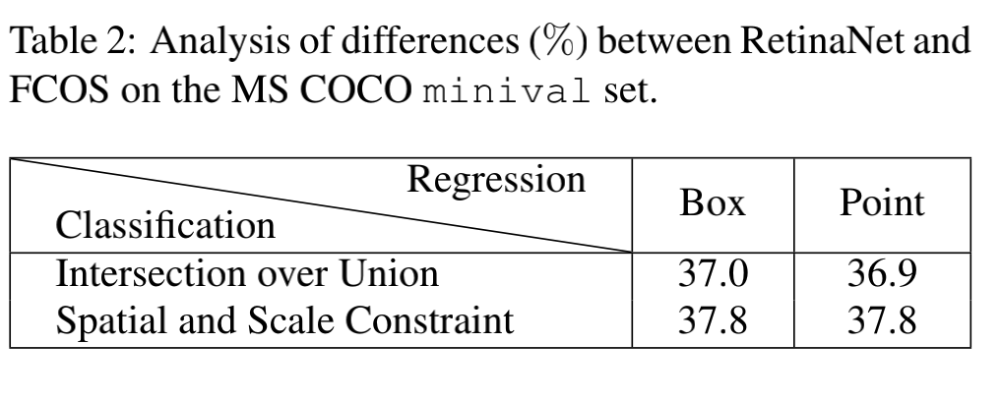 Table 2: Analysis of differences (%) between RetinaNet and
FCOS on the MS COCO minival set.
Regression
Classification
Box
Point
Intersection over Union 37.0 36.9
Spatial and Scale Constraint 37.8 37.8